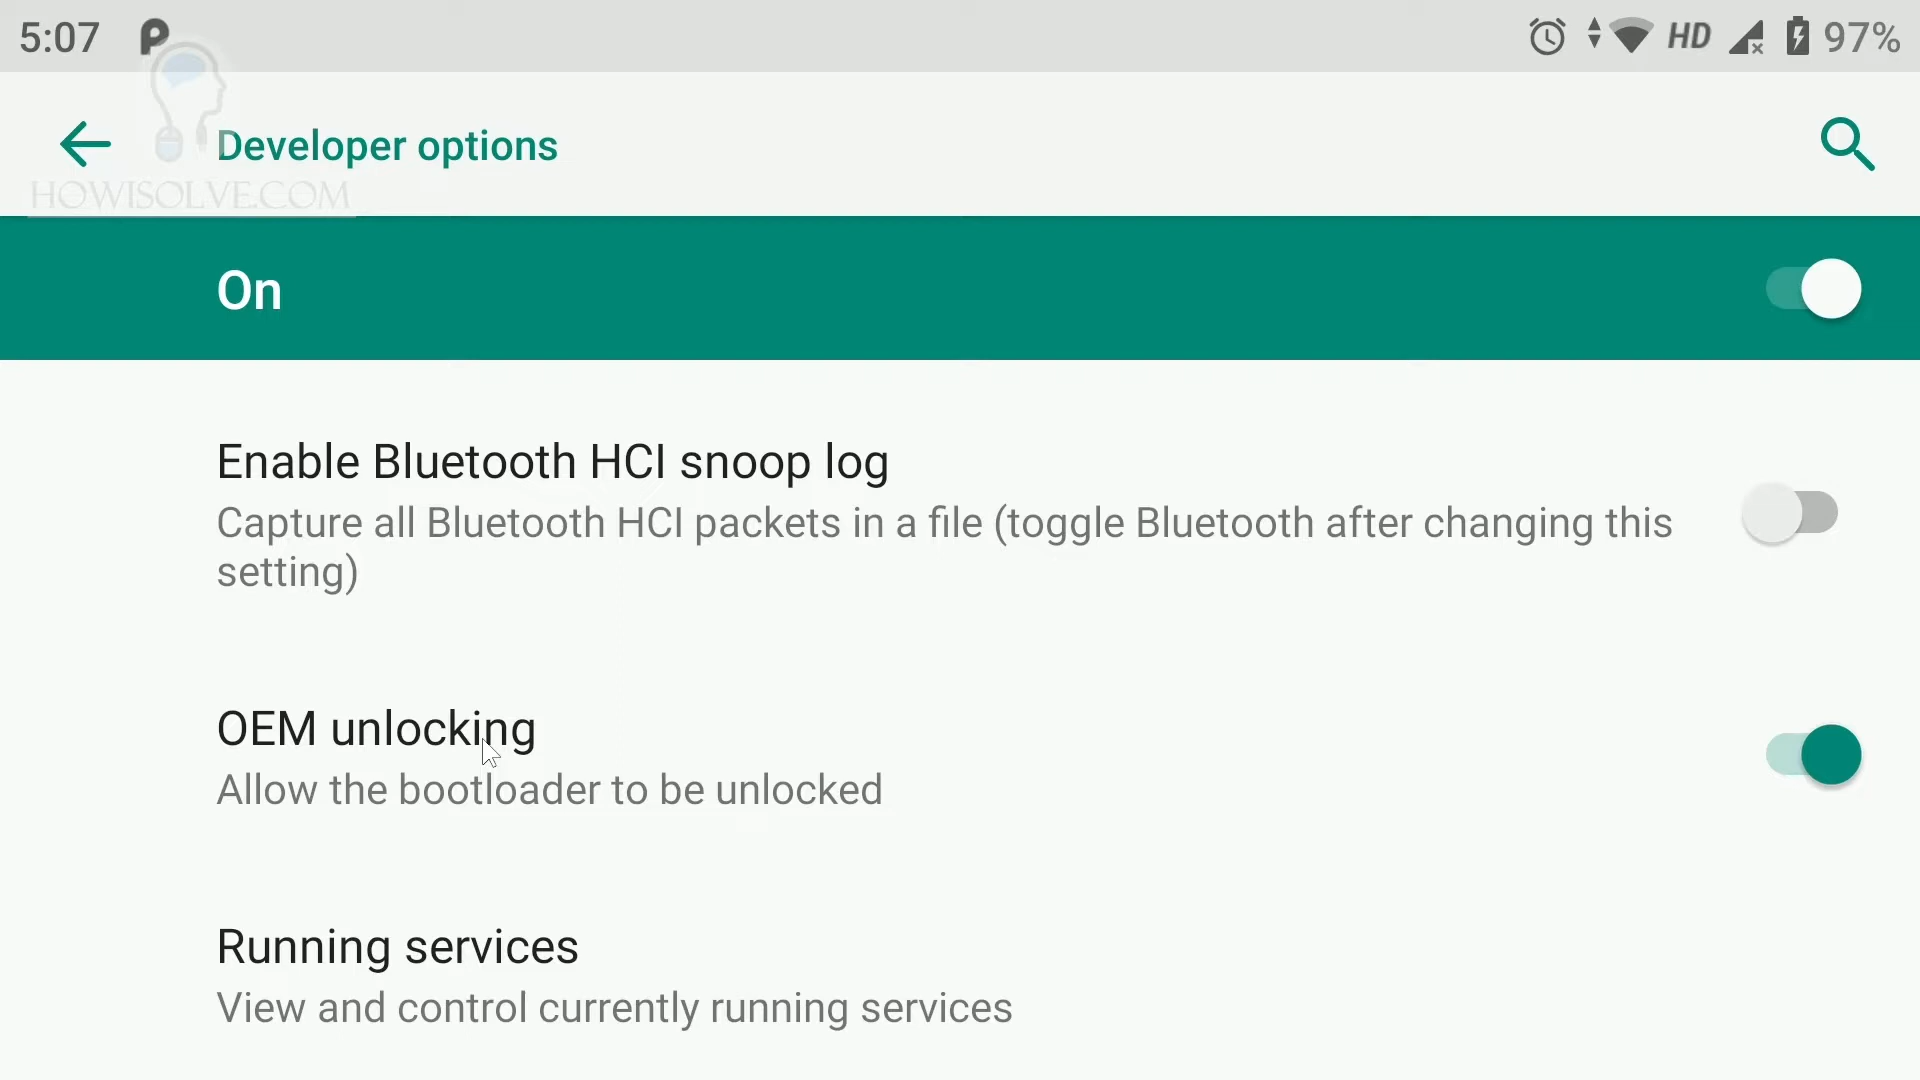 5:07 HD 97%
Developer options
HOWISOLVE.COM
On
Enable Bluetooth HCI snoop log
Capture all Bluetooth HCI packets in a file (toggle Bluetooth after changing this
setting)
OEM unlocking
Allow the bootloader to be unlocked
Running services
View and control currently running services